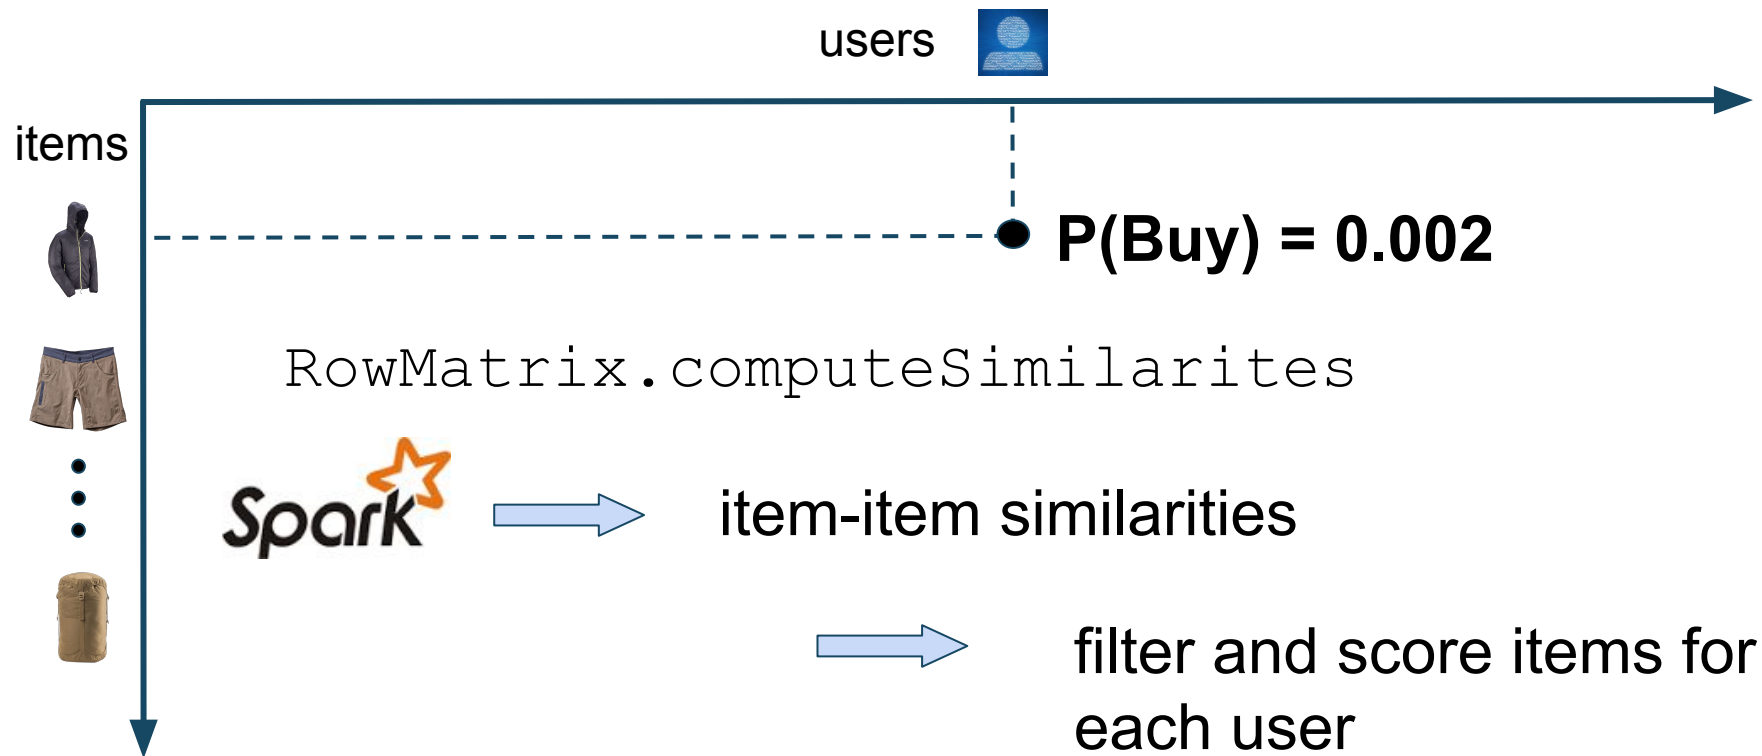 users
items
P(Buy) = 0.002
RowMatrix.computeSimilarites
Spark
item-item similarities
filter and score items for
each user